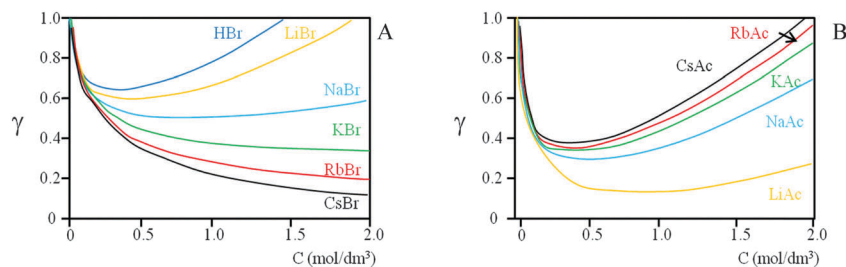 A
1.0
0.8
0.6
0.4
0.2
0
γ
HBr
LiBr
NaBr
KBr
RbBr
CsBr
0 0.5 1.0 1.5 2.0
C (mol/dm³)
B
1.0
0.8
0.6
0.4
0.2
0
γ
RbAc
CsAc
KAc
NaAc
LiAc
0 0.5 1.0 1.5 2.0
C (mol/dm³)